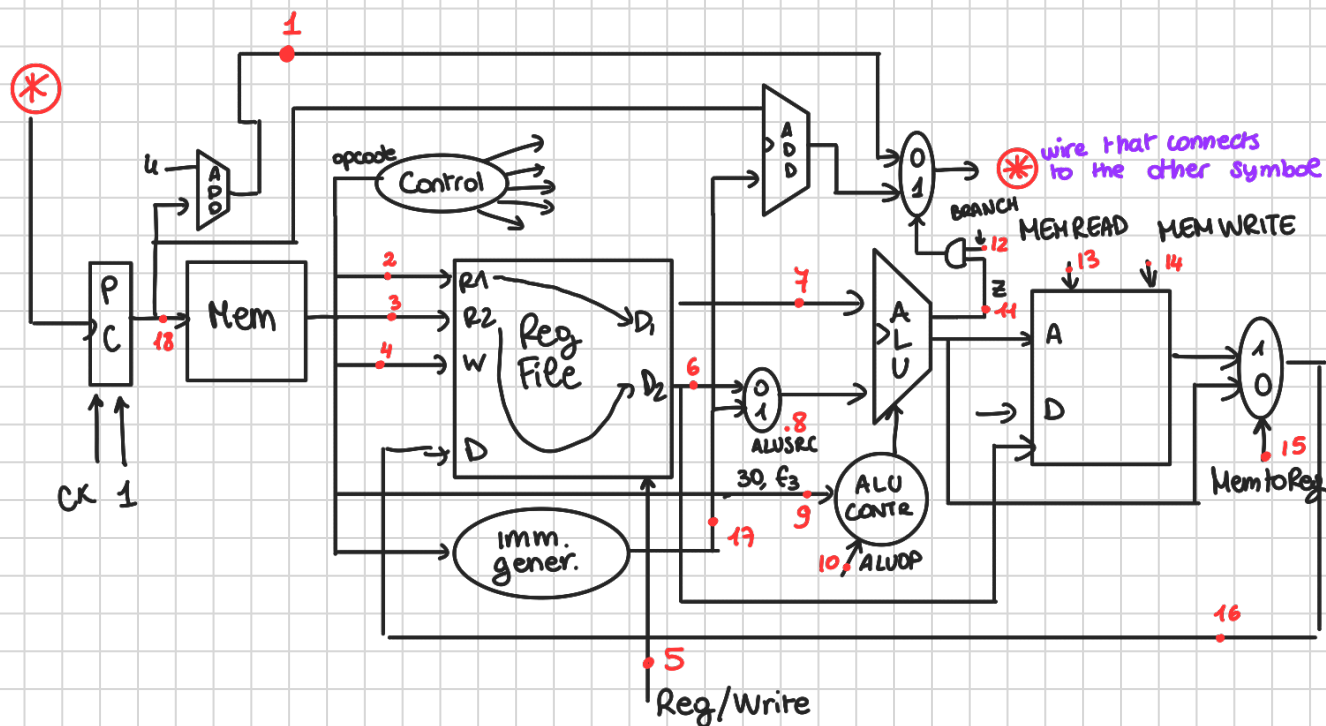 1
*
4
A
D
D
opcode
Control
A
D
D
0
1
* wire that connects
to the other symbol
BRANCH
12
MEMREAD
MEMWRITE
13
14
P
C
18
Mem
2
3
4
R1
R2
W
D
Reg
File
D1
D2
6
7
0
1
8
ALUSRC
A
L
U
Z
11
A
D
1
0
15
MemtoReg
CK 1
30, f3
9
ALU
CONTR
10
ALUOP
imm.
gener.
17
16
5
Reg/Write